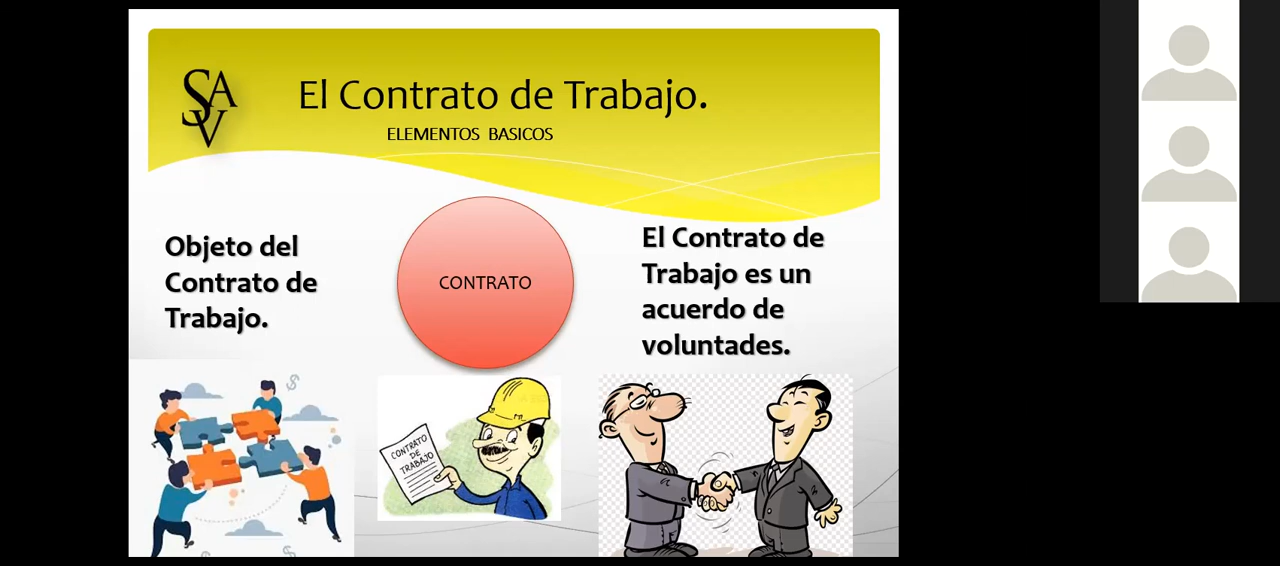 SAV
El Contrato de Trabajo.
ELEMENTOS BASICOS
Objeto del
Contrato de
Trabajo.
CONTRATO
El Contrato de
Trabajo es un
acuerdo de
voluntades.
CONTRATO
DE
TRABAJO
$
$
$